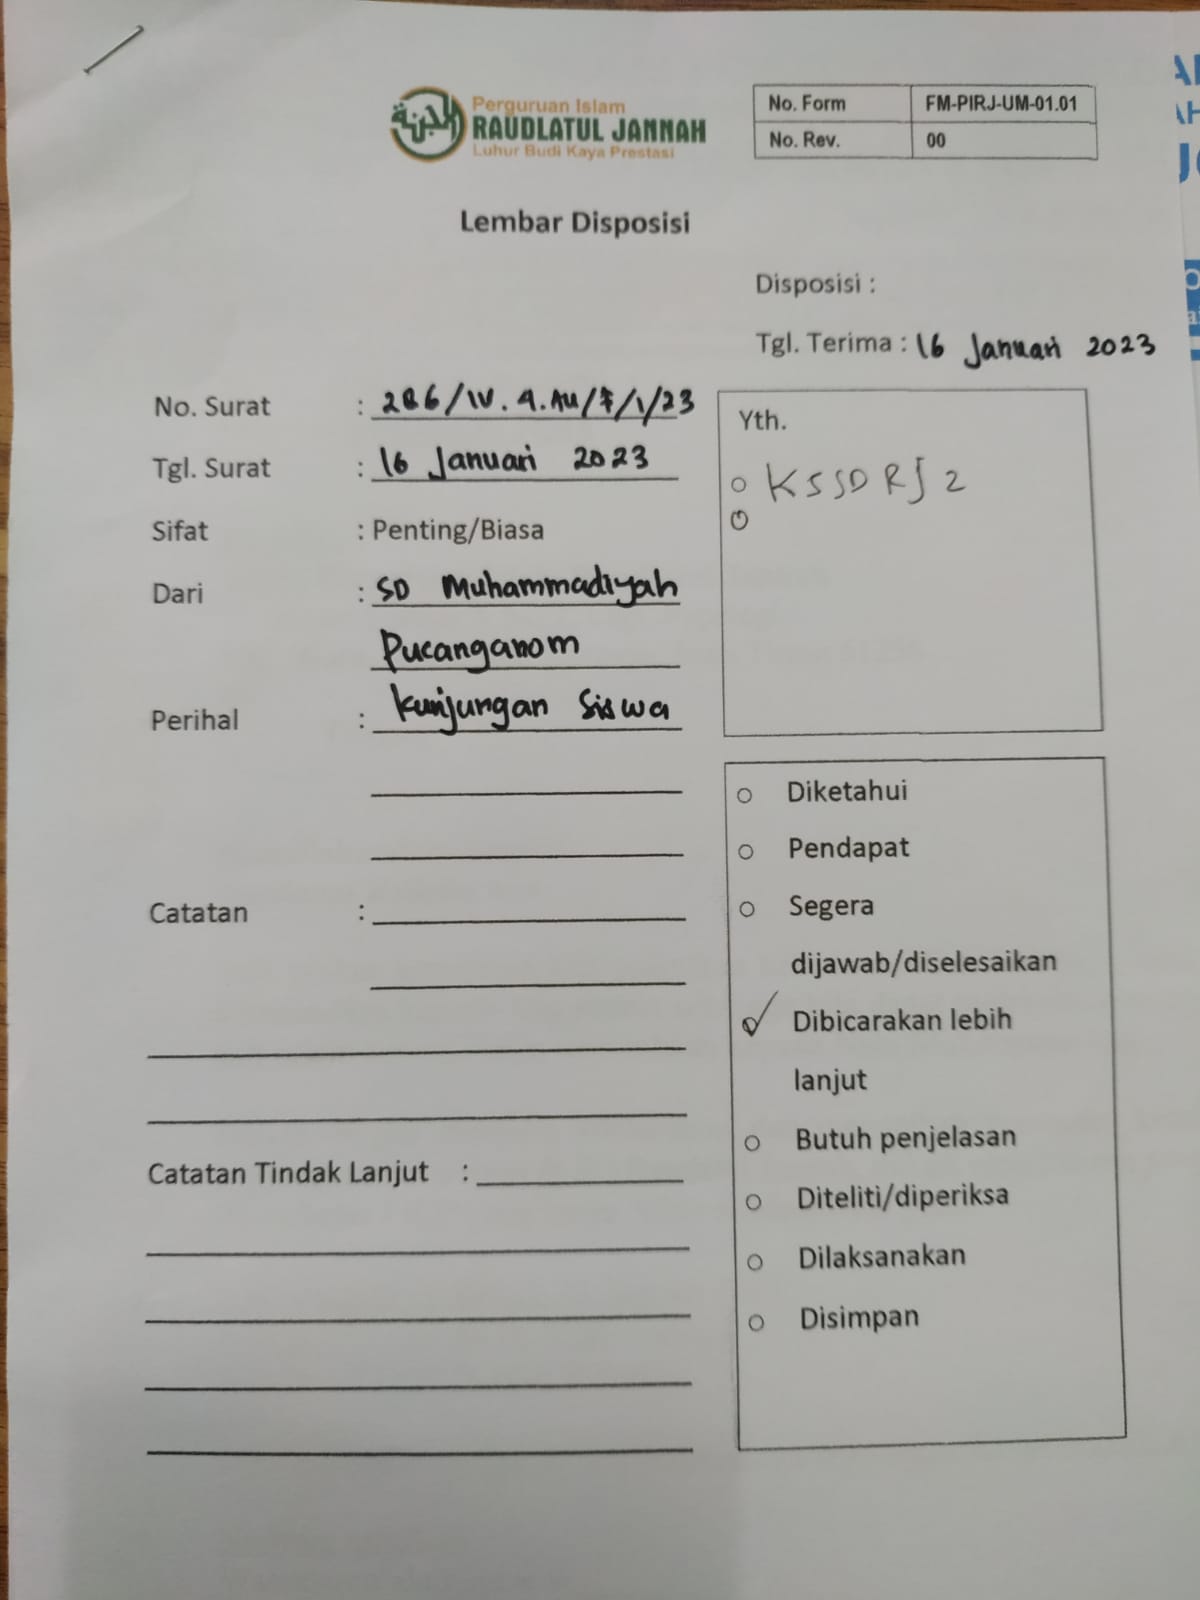 Perguruan Islam
RAUDLATUL JANNAH
Luhur Budi Kaya Prestasi
No. Form FM-PIRJ-UM-01.01
No. Rev. 00
Lembar Disposisi
Disposisi :
Tgl. Terima : 16 Januari 2023
No. Surat : 286/IV.4.AU/F/1/23
Tgl. Surat : 16 Januari 2023
Sifat : Penting/Biasa
Dari : SD Muhammadiyah
Pucanganom
Perihal : Kunjungan Siswa
Catatan :
Catatan Tindak Lanjut :
Yth.
KSSDRJ 2
Diketahui
Pendapat
Segera
dijawab/diselesaikan
Dibicarakan lebih
lanjut
Butuh penjelasan
Diteliti/diperiksa
Dilaksanakan
Disimpan